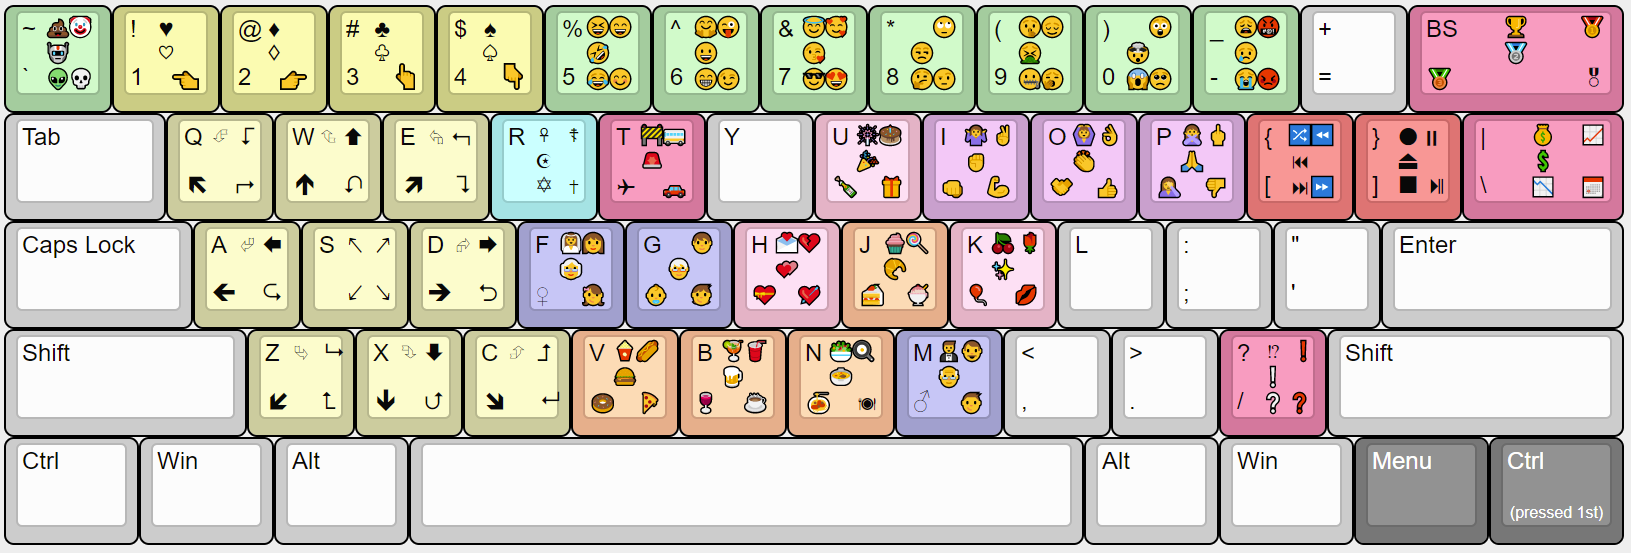 ~ ! @ # $ % ^ & * ( ) _ + BS
` 1 2 3 4 5 6 7 8 9 0 - =
Tab Q W E R T Y U I O P { } |
[ ] \
Caps Lock A S D F G H J K L : " Enter
; '
Shift Z X C V B N M < > ? Shift
, . /
Ctrl Win Alt Alt Win Menu Ctrl
(pressed 1st)